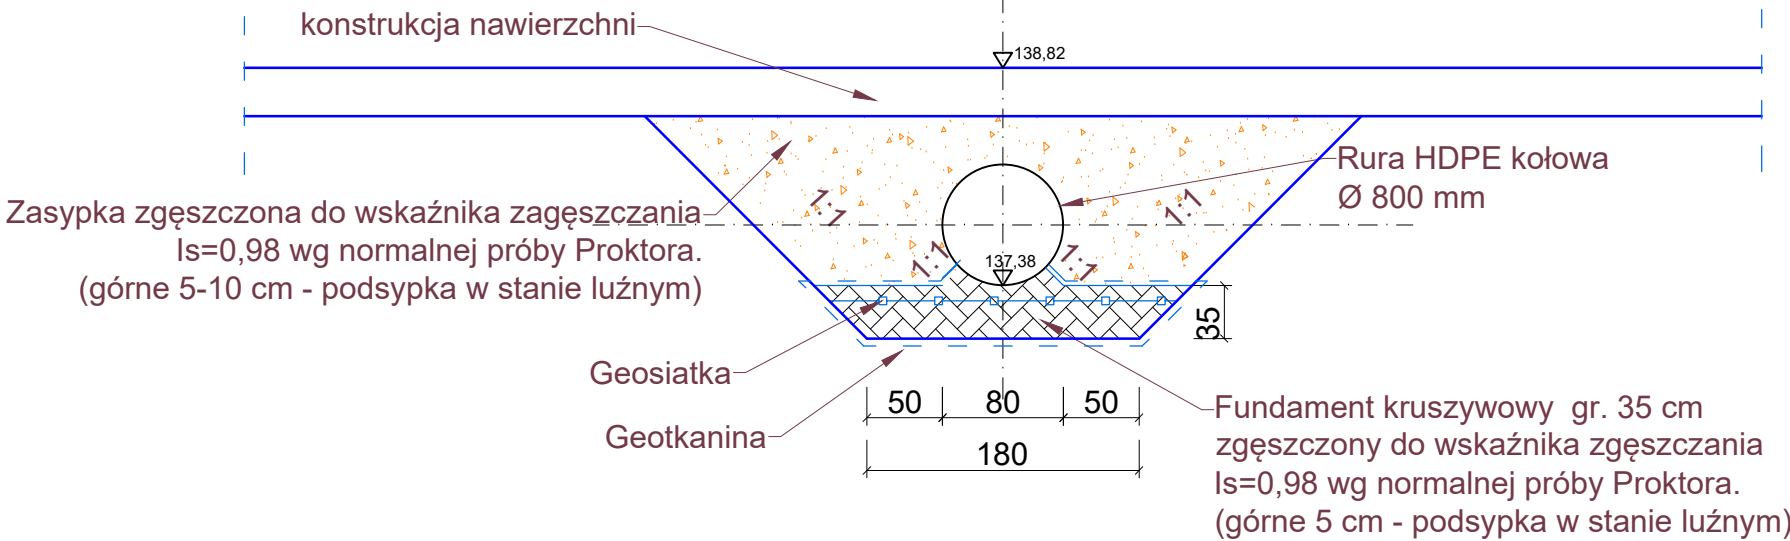 konstrukcja nawierzchni
138,82
Rura HDPE kołowa
Ø 800 mm
Zasypka zgęszczona do wskaźnika zagęszczania
Is=0,98 wg normalnej próby Proktora.
(górne 5-10 cm - podsypka w stanie luźnym)
1:1
1:1
1:1
1:1
137,38
35
Geosiatka
Geotkanina
50
80
50
180
Fundament kruszywowy gr. 35 cm
zgęszczony do wskaźnika zgęszczania
Is=0,98 wg normalnej próby Proktora.
(górne 5 cm - podsypka w stanie luźnym)